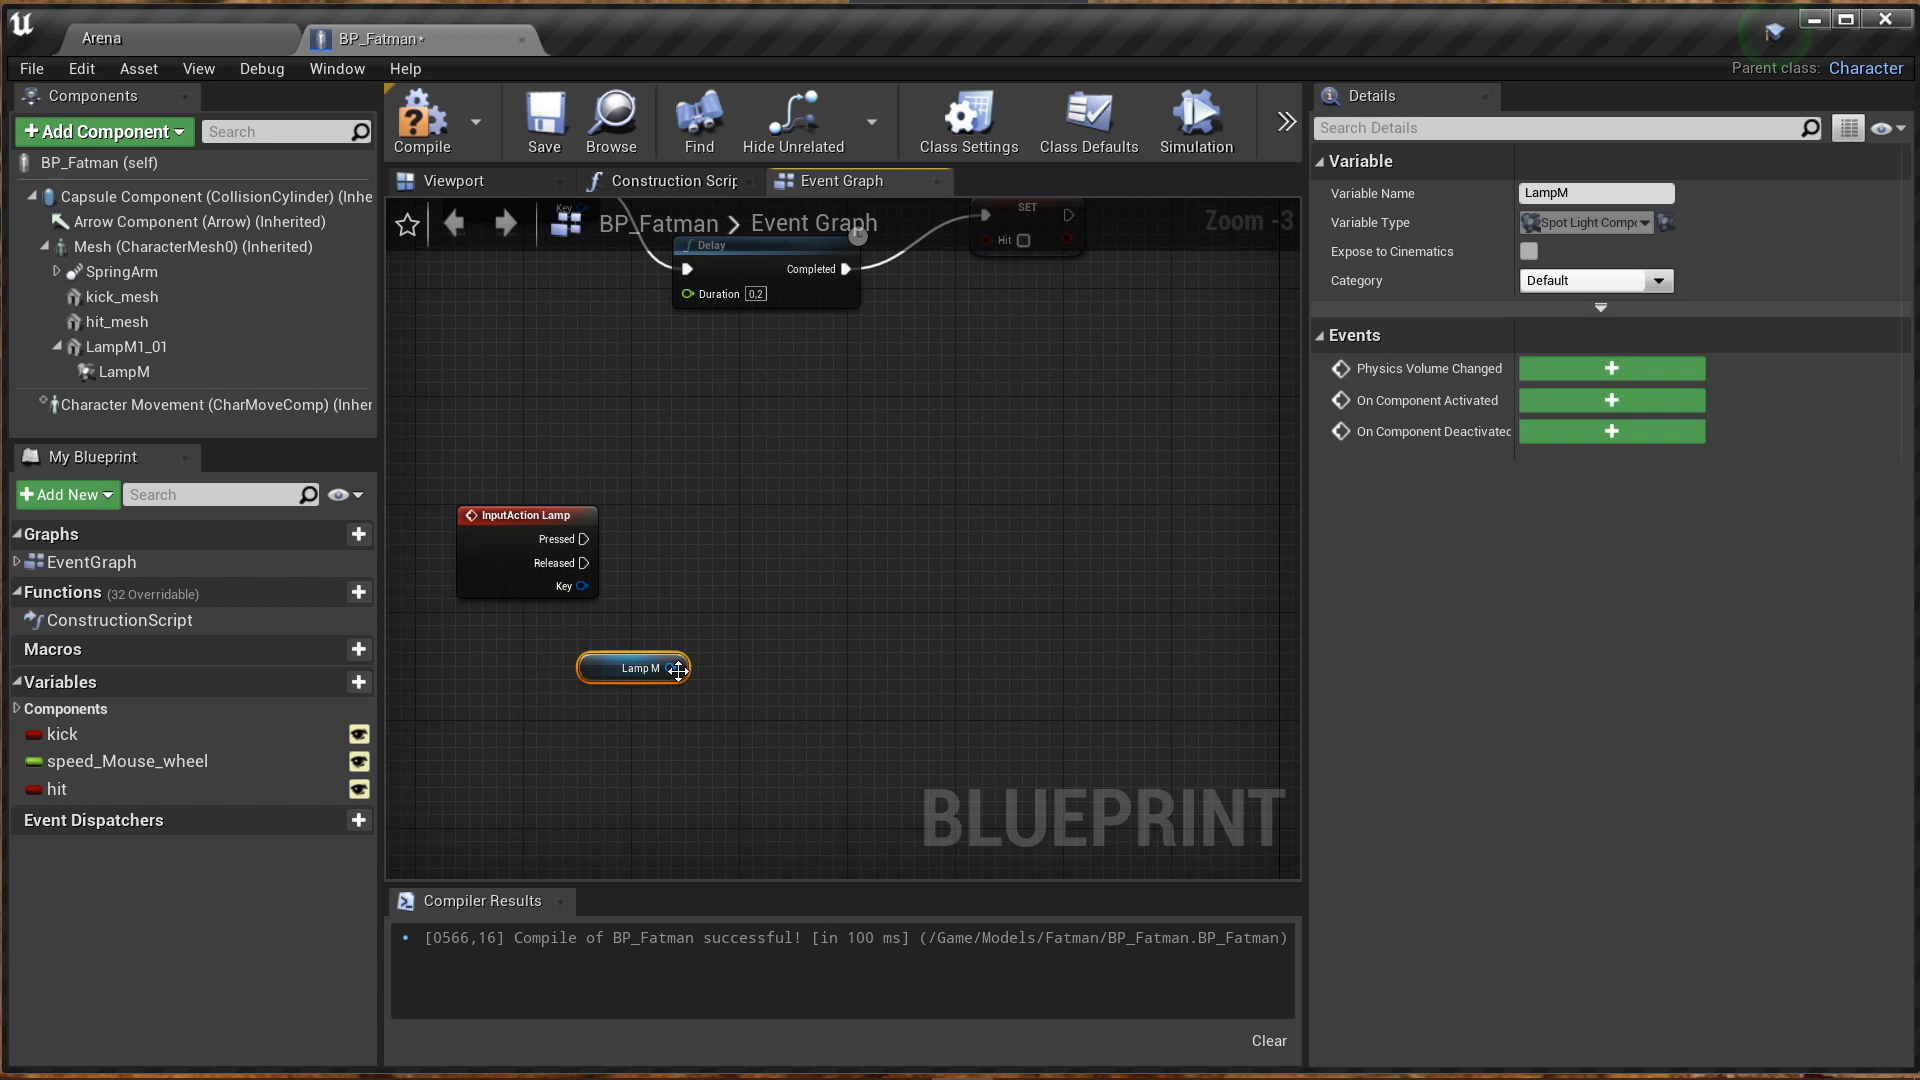 Arena
BP_Fatman*
File Edit Asset View Debug Window Help
Parent class: Character
Components
Add Component
Search
BP_Fatman (self)
Capsule Component (CollisionCylinder) (Inhe
Arrow Component (Arrow) (Inherited)
Mesh (CharacterMesh0) (Inherited)
SpringArm
kick_mesh
hit_mesh
LampM1_01
LampM
Character Movement (CharMoveComp) (Inher
My Blueprint
Add New
Search
Graphs
EventGraph
Functions (32 Overridable)
ConstructionScript
Macros
Variables
Components
kick
speed_Mouse_wheel
hit
Event Dispatchers
Compile
Save
Browse
Find
Hide Unrelated
Class Settings
Class Defaults
Simulation
Viewport
Construction Scrip
Event Graph
BP_Fatman > Event Graph
Zoom -3
Key
Delay
Completed
Duration 0,2
SET
Hit
InputAction Lamp
Pressed
Released
Key
Lamp M
BLUEPRINT
Compiler Results
[0566,16] Compile of BP_Fatman successful! [in 100 ms] (/Game/Models/Fatman/BP_Fatman.BP_Fatman)
Clear
Details
Search Details
Variable
Variable Name LampM
Variable Type Spot Light Compo
Expose to Cinematics
Category Default
Events
Physics Volume Changed
On Component Activated
On Component Deactivated